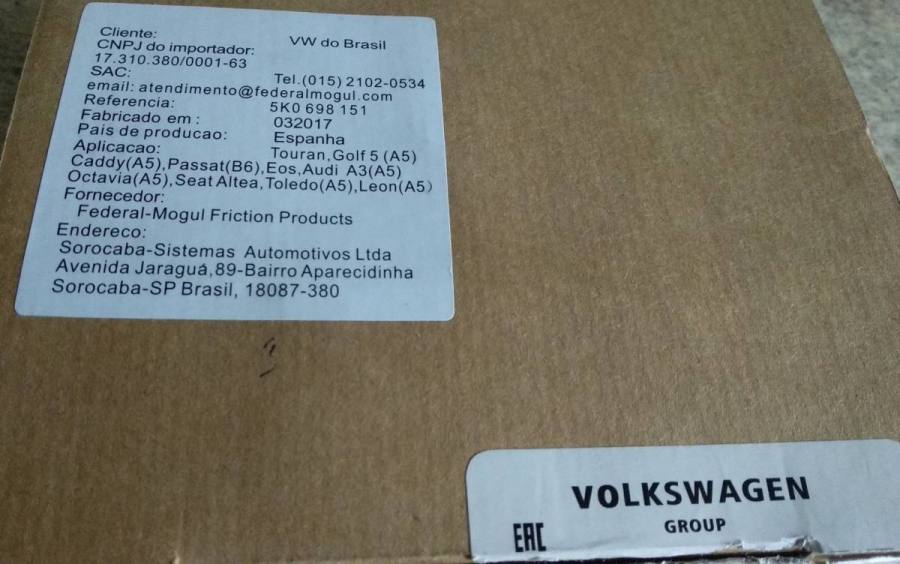 Cliente: VW do Brasil
CNPJ do importador:
17.310.380/0001-63
SAC: Tel.(015) 2102-0534
email: atendimento@federalmogul.com
Referencia: 5K0 698 151
Fabricado em : 032017
Pais de producao: Espanha
Aplicacao: Touran,Golf 5 (A5)
Caddy(A5),Passat(B6),Eos,Audi A3(A5)
Octavia(A5),Seat Altea,Toledo(A5),Leon(A5)
Fornecedor:
Federal-Mogul Friction Products
Endereco:
Sorocaba-Sistemas Automotivos Ltda
Avenida Jaraguá,89-Bairro Aparecidinha
Sorocaba-SP Brasil, 18087-380
VOLKSWAGEN
GROUP
EAC